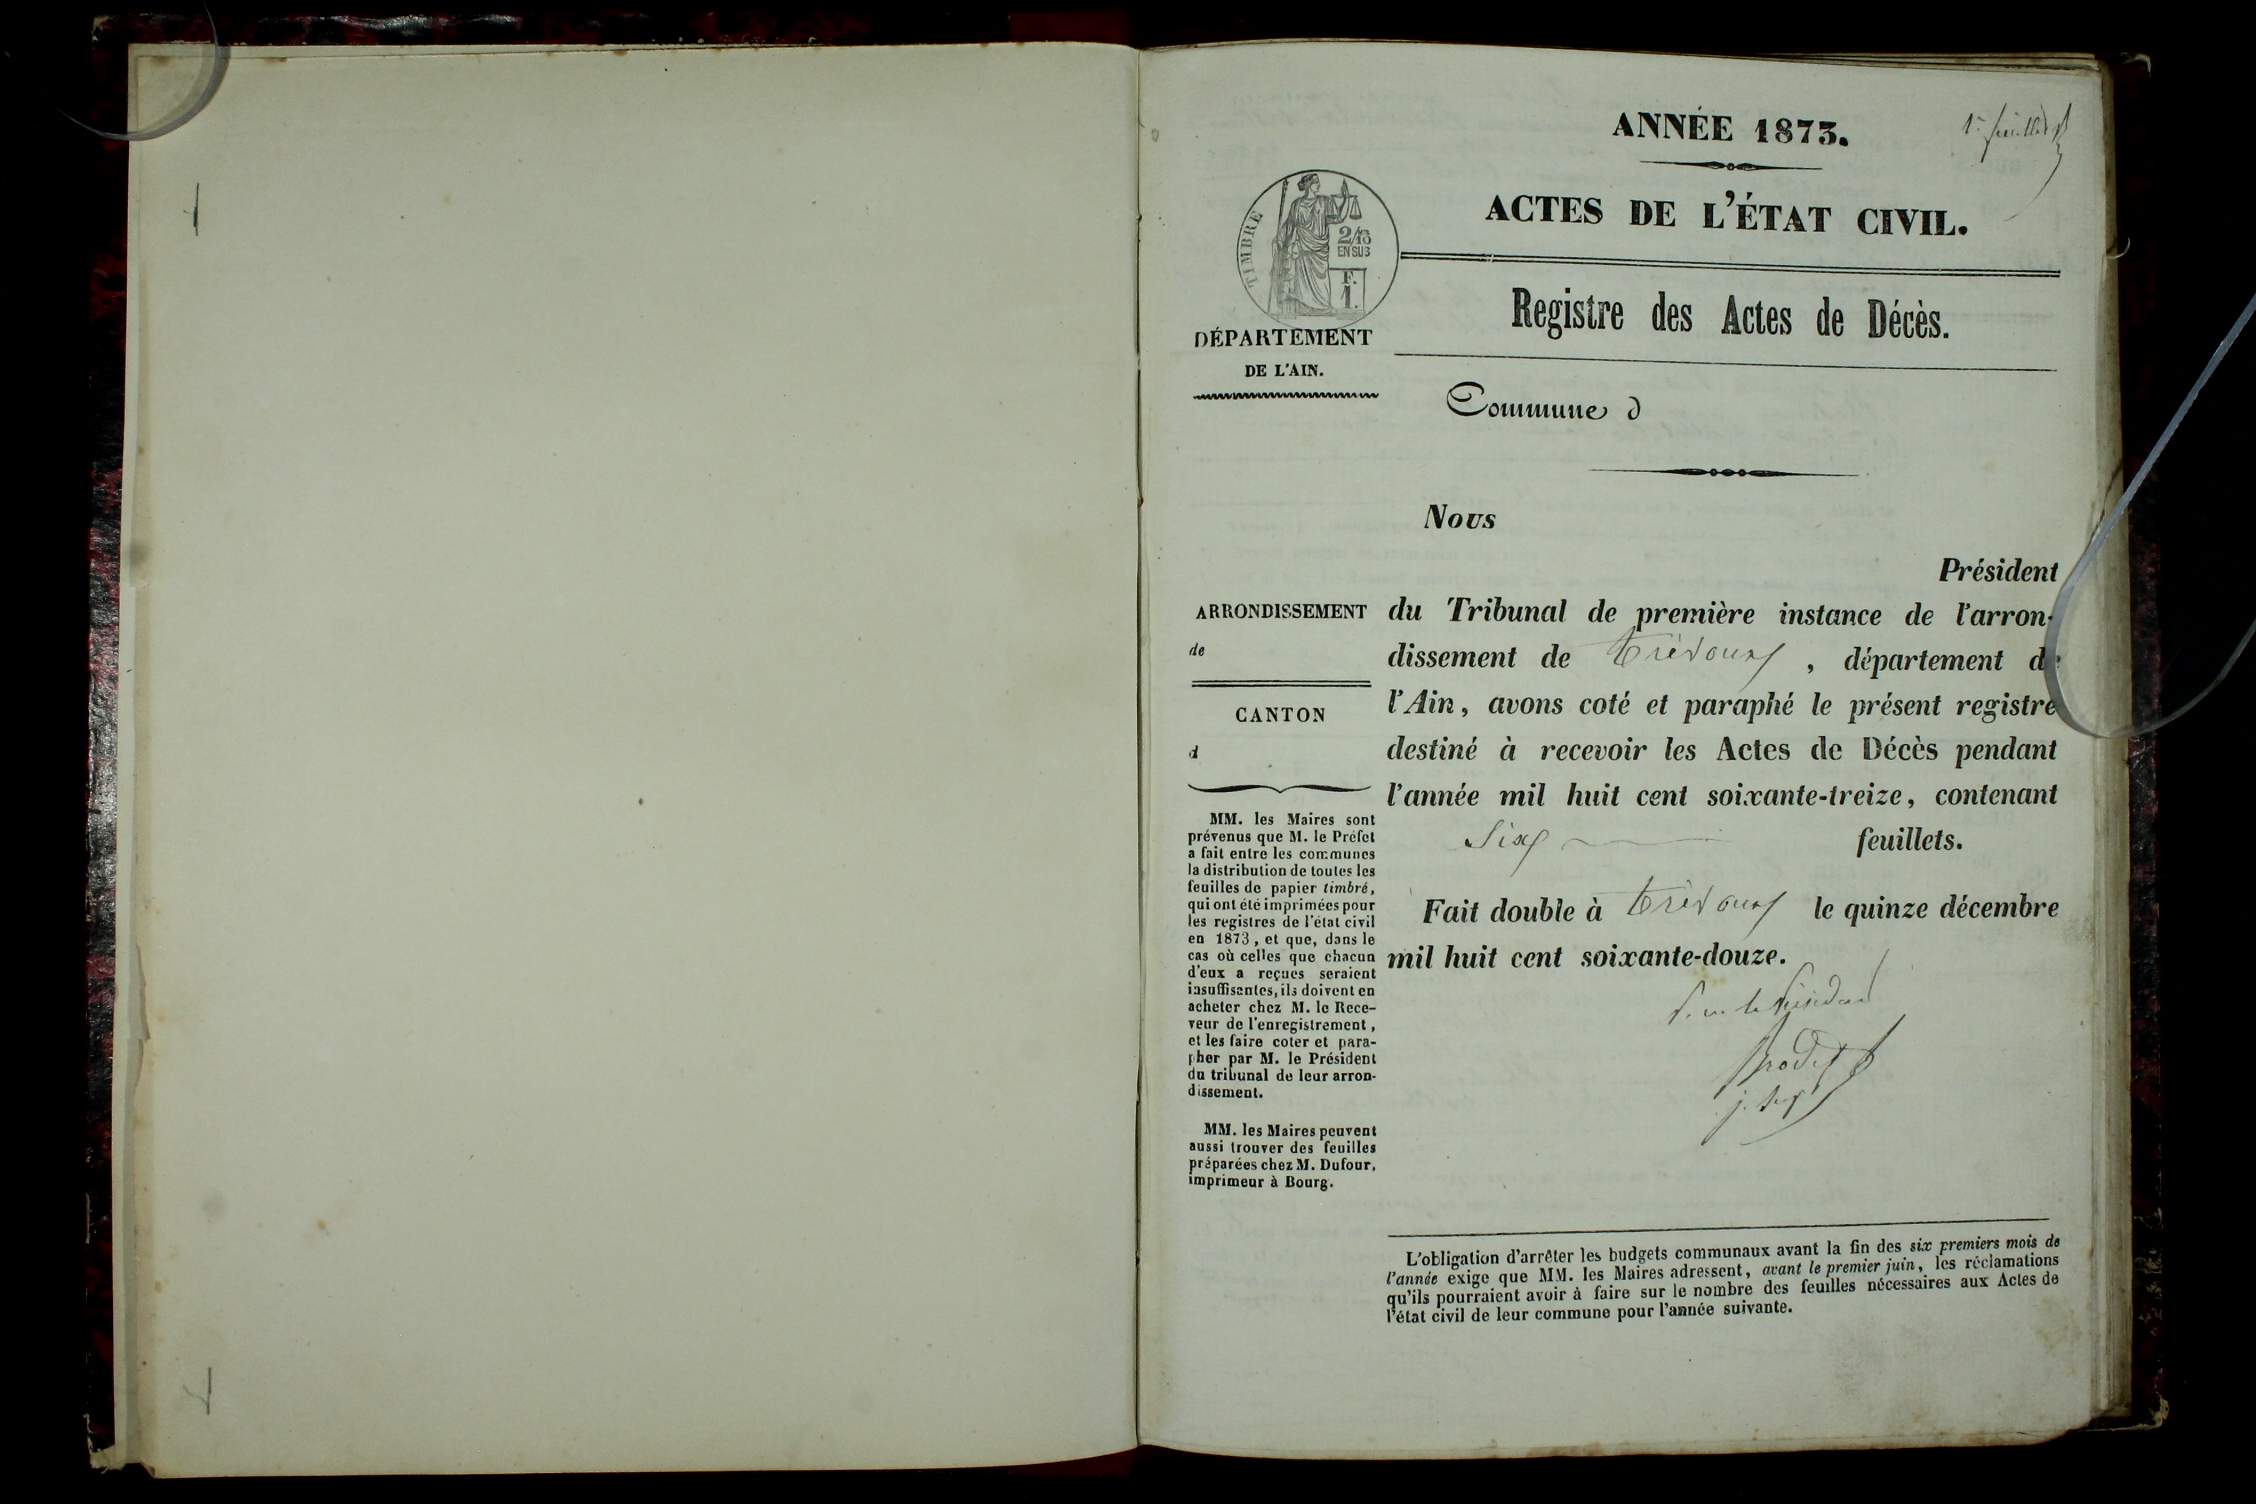 1er feuillet
ANNÉE 1873.
ACTES DE L'ÉTAT CIVIL.
TIMBRE
2/10
EN SUS
F.
1.
Registre des Actes de Décès.
DÉPARTEMENT
DE L'AIN.
Commune d
Nous
Président
du Tribunal de première instance de l'arron-
dissement de Trévoux, département de
l'Ain, avons coté et paraphé le présent registre
destiné à recevoir les Actes de Décès pendant
l'année mil huit cent soixante-treize, contenant
Six feuillets.
Fait double à Trévoux le quinze décembre
mil huit cent soixante-douze.
le Président
ARRONDISSEMENT
de
CANTON
d
MM. les Maires sont
prévenus que M. le Préfet
a fait entre les communes
la distribution de toutes les
feuilles de papier timbré,
qui ont été imprimées pour
les registres de l'état civil
en 1873, et que, dans le
cas où celles que chacun
d'eux a reçues seraient
insuffisantes, ils doivent en
acheter chez M. le Rece-
veur de l'enregistrement,
et les faire coter et para-
pher par M. le Président
du tribunal de leur arron-
dissement.
MM. les Maires peuvent
aussi trouver des feuilles
préparées chez M. Dufour,
imprimeur à Bourg.
L'obligation d'arrêter les budgets communaux avant la fin des six premiers mois de
l'année exige que MM. les Maires adressent, avant le premier juin, les réclamations
qu'ils pourraient avoir à faire sur le nombre des feuilles nécessaires aux Actes de
l'état civil de leur commune pour l'année suivante.